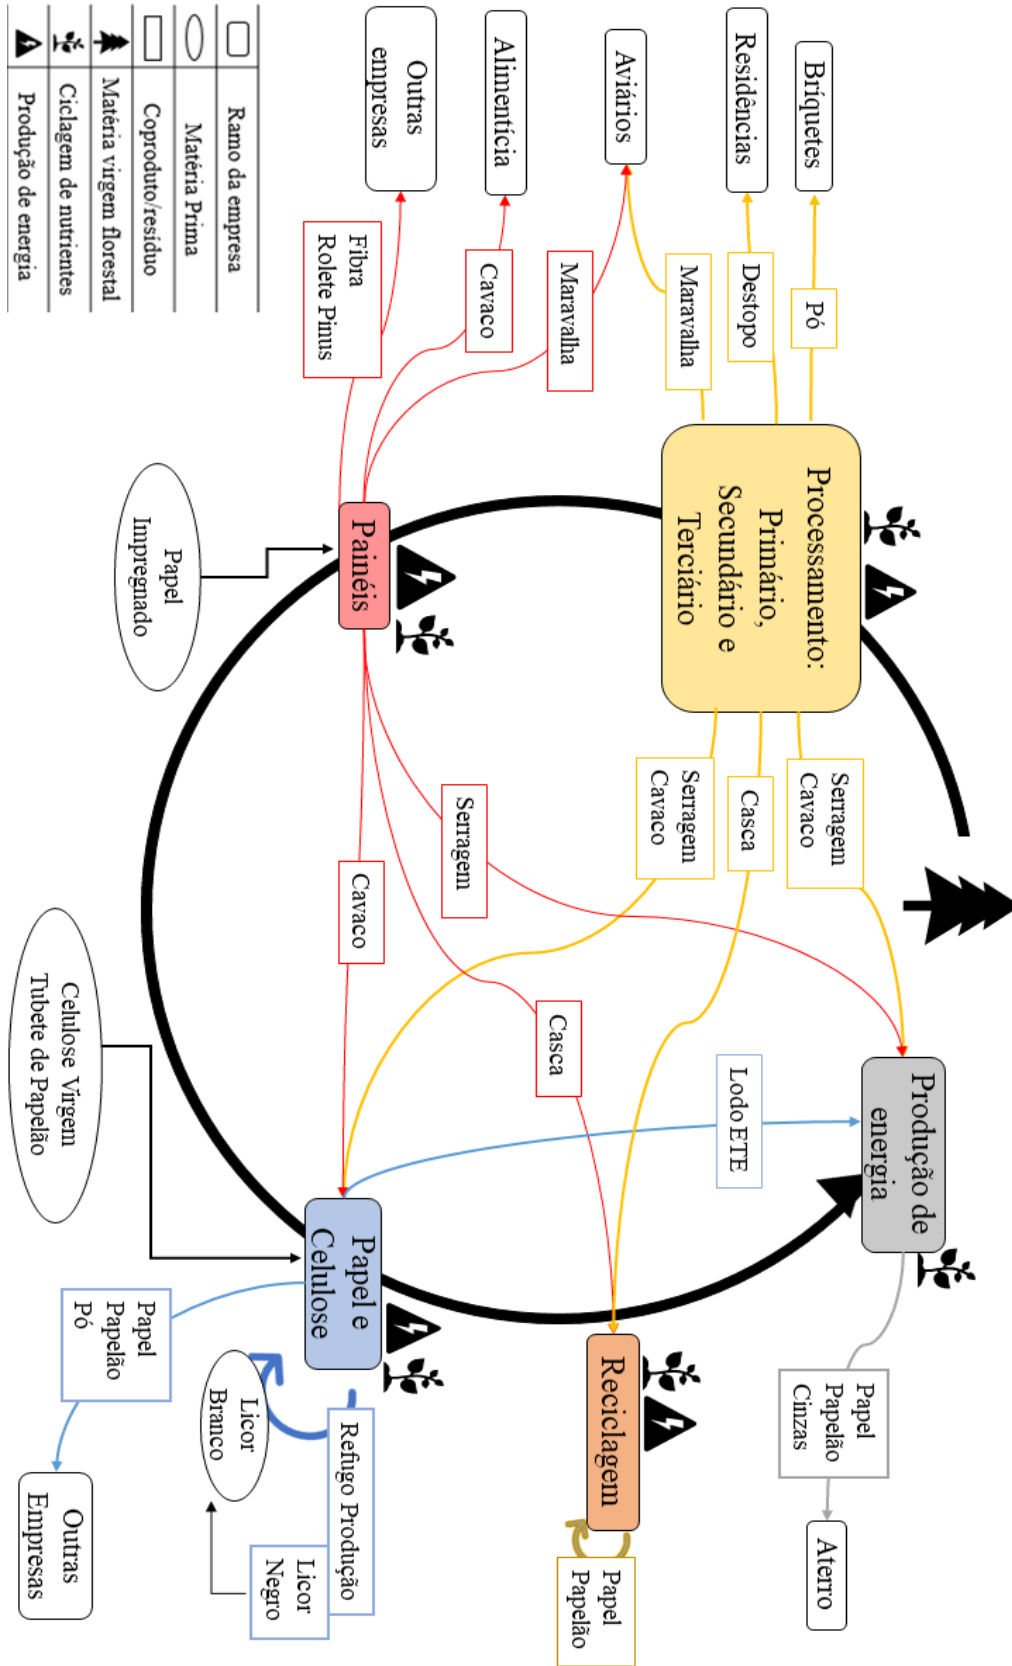 Bríquetes
Residências
Aviários
Alimentícia
Outras
empresas
Pó
Destopo
Maravalha
Maravalha
Cavaco
Fibra
Rolete Pinus
Processamento:
Primário,
Secundário e
Terciário
Painéis
Papel
Impregnado
Serragem
Cavaco
Casca
Serragem
Cavaco
Serragem
Cavaco
Casca
Lodo ETE
Celulose Virgem
Tubete de Papelão
Produção de
energia
Papel e
Celulose
Reciclagem
Papel
Papelão
Cinzas
Aterro
Papel
Papelão
Refugo Produção
Licor
Negro
Licor
Branco
Papel
Papelão
Pó
Outras
Empresas
Ramo da empresa
Matéria Prima
Coproduto/resíduo
Matéria virgem florestal
Ciclagem de nutrientes
Produção de energia